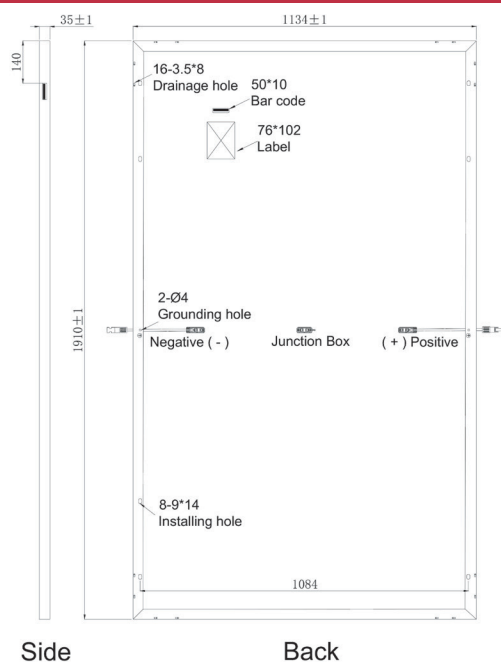 35±1
1134±1
140
16-3.5*8
Drainage hole
50*10
Bar code
76*102
Label
1910±1
2-Ø4
Grounding hole
Negative ( - )
Junction Box
( + ) Positive
8-9*14
Installing hole
1084
Side
Back